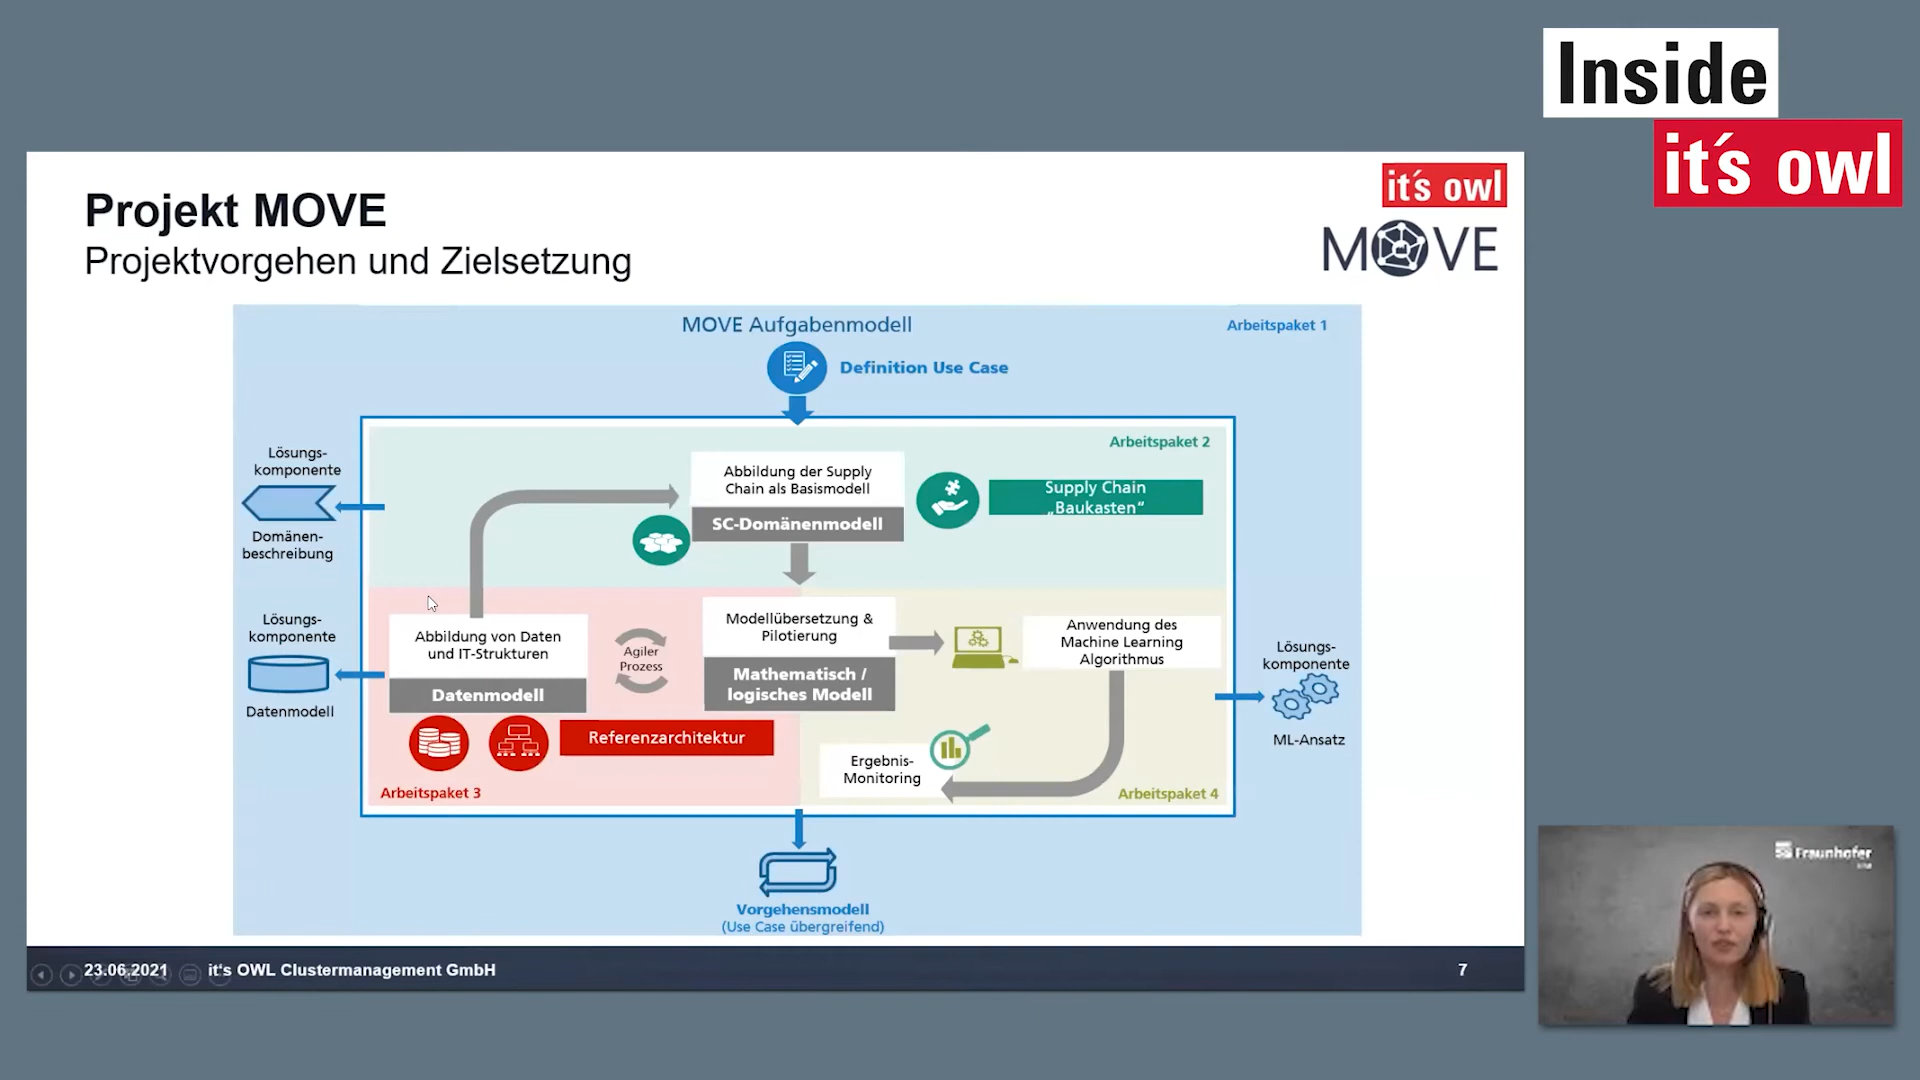 Inside
it's owl
Projekt MOVE
Projektvorgehen und Zielsetzung
it's owl
MOVE
MOVE Aufgabenmodell
Arbeitspaket 1
Definition Use Case
Arbeitspaket 2
Lösungs-
komponente
Domänen-
beschreibung
Abbildung der Supply
Chain als Basismodell
SC-Domänenmodell
Supply Chain
„Baukasten“
Lösungs-
komponente
Datenmodell
Abbildung von Daten
und IT-Strukturen
Datenmodell
Agiler
Prozess
Modellübersetzung &
Pilotierung
Mathematisch /
logisches Modell
Anwendung des
Machine Learning
Algorithmus
Lösungs-
komponente
ML-Ansatz
Referenzarchitektur
Ergebnis-
Monitoring
Arbeitspaket 3
Arbeitspaket 4
Vorgehensmodell
(Use Case übergreifend)
23.06.2021
it's OWL Clustermanagement GmbH
7
Fraunhofer